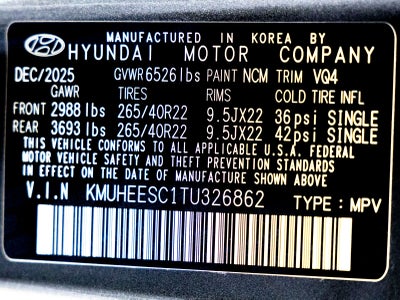 MANUFACTURED IN KOREA BY
HYUNDAI MOTOR COMPANY
DEC/2025 GVWR 6526 lbs PAINT NCM TRIM VQ4
GAWR TIRES RIMS COLD TIRE INFL
FRONT 2988 lbs 265/40R22 9.5JX22 36psi SINGLE
REAR 3693 lbs 265/40R22 9.5JX22 42psi SINGLE
THIS VEHICLE CONFORMS TO ALL APPLICABLE U.S.A. FEDERAL
MOTOR VEHICLE SAFETY AND THEFT PREVENTION STANDARDS
IN EFFECT ON THE DATE OF MANUFACTURE SHOWN ABOVE
V.I.N KMUHEESC1TU326862 TYPE : MPV